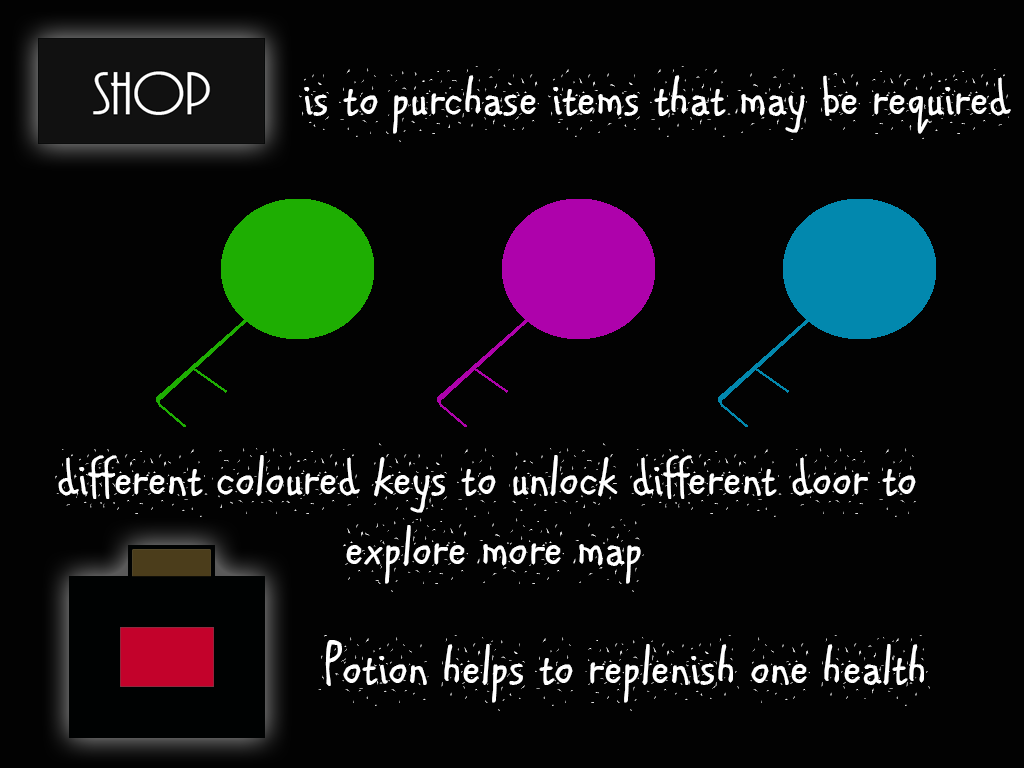 SHOP
is to purchase items that may be required
different coloured keys to unlock different door to
explore more map
Potion helps to replenish one health